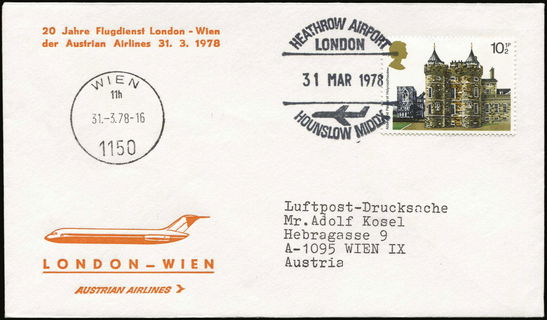 20 Jahre Flugdienst London - Wien
der Austrian Airlines 31. 3. 1978
WIEN
11h
31.-3.78-16
1150
HEATHROW AIRPORT
LONDON
31 MAR 1978
HOUNSLOW MIDDX
10½P
Luftpost-Drucksache
Mr.Adolf Kosel
Hebragasse 9
A-1095 WIEN IX
Austria
LONDON - WIEN
AUSTRIAN AIRLINES